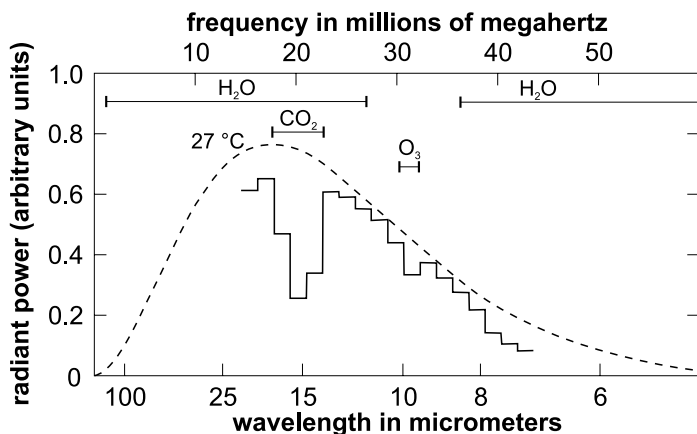 frequency in millions of megahertz
10 20 30 40 50
radiant power (arbitrary units)
1.0
H₂O H₂O
0.8
27 °C CO₂
O₃
0.6
0.4
0.2
0
100 25 15 10 8 6
wavelength in micrometers